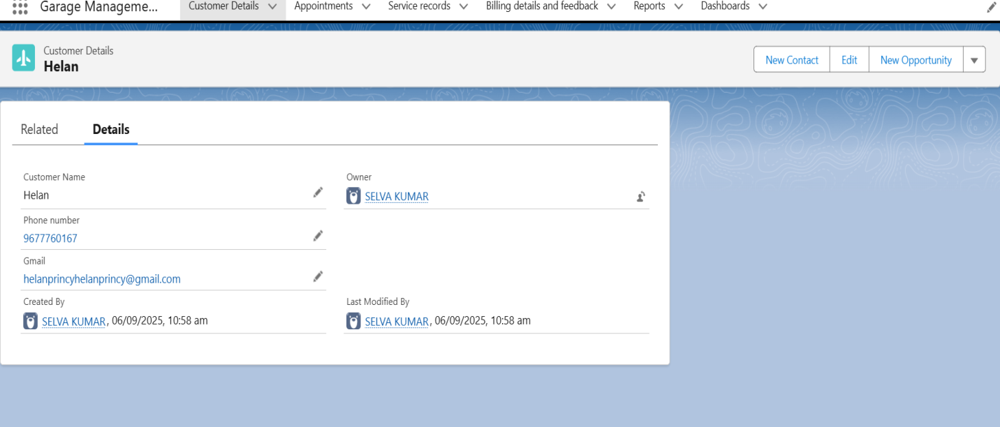 Garage Manageme... Customer Details Appointments Service records Billing details and feedback Reports Dashboards
Customer Details
Helan
New Contact Edit New Opportunity
Related Details
Customer Name
Helan
Owner
SELVA KUMAR
Phone number
9677760167
Gmail
helanprincyhelanprincy@gmail.com
Created By
SELVA KUMAR, 06/09/2025, 10:58 am
Last Modified By
SELVA KUMAR, 06/09/2025, 10:58 am